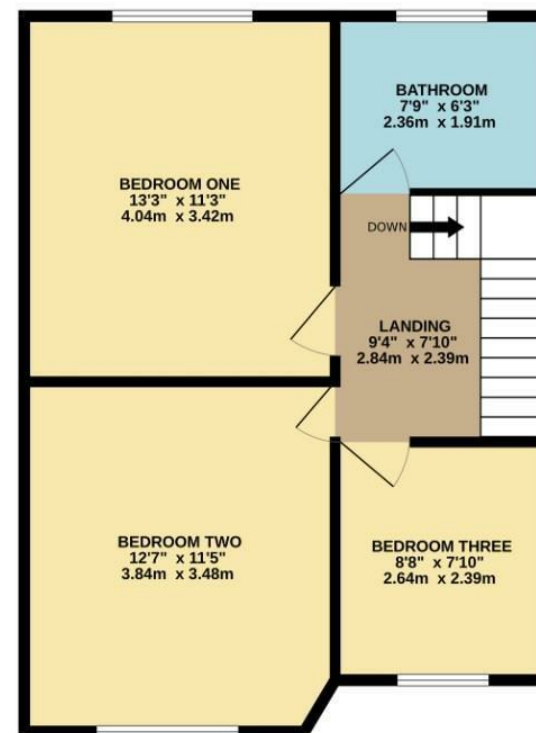 BATHROOM
7'9" x 6'3"
2.36m x 1.91m
BEDROOM ONE
13'3" x 11'3"
4.04m x 3.42m
DOWN
LANDING
9'4" x 7'10"
2.84m x 2.39m
BEDROOM TWO
12'7" x 11'5"
3.84m x 3.48m
BEDROOM THREE
8'8" x 7'10"
2.64m x 2.39m